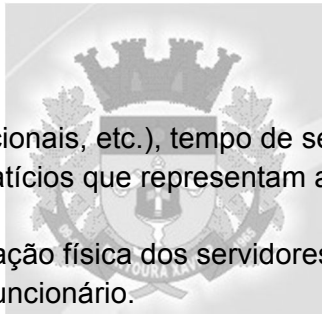 cionais, etc.), tempo de se
atícios que representam a
ação física dos servidores
uncionário.